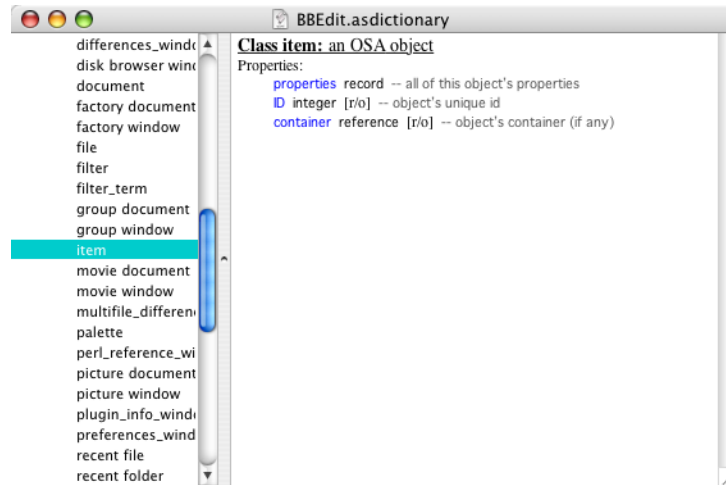 BBEdit.asdictionary
differences_windo
disk browser winc
document
factory document
factory window
file
filter
filter_term
group document
group window
item
movie document
movie window
multifile_differen
palette
perl_reference_wi
picture document
picture window
plugin_info_wind
preferences_wind
recent file
recent folder
Class item: an OSA object
Properties:
properties record -- all of this object's properties
ID integer [r/o] -- object's unique id
container reference [r/o] -- object's container (if any)